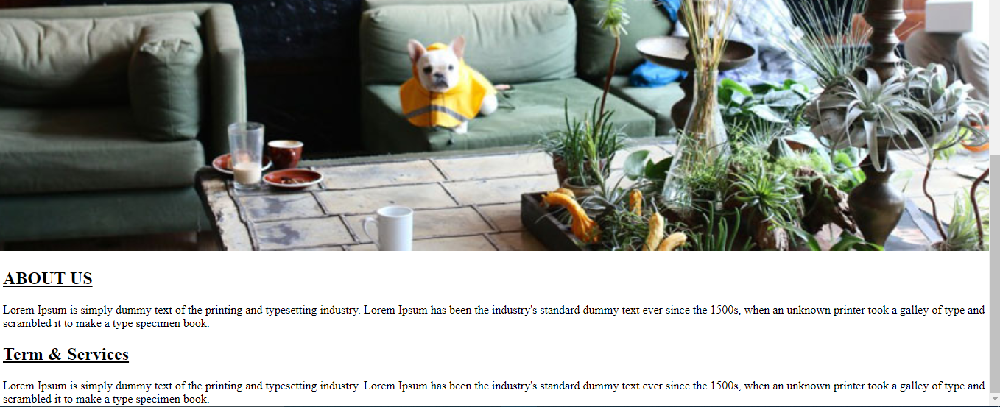 ABOUT US
Lorem Ipsum is simply dummy text of the printing and typesetting industry. Lorem Ipsum has been the industry's standard dummy text ever since the 1500s, when an unknown printer took a galley of type and
scrambled it to make a type specimen book.
Term & Services
Lorem Ipsum is simply dummy text of the printing and typesetting industry. Lorem Ipsum has been the industry's standard dummy text ever since the 1500s, when an unknown printer took a galley of type and
scrambled it to make a type specimen book.